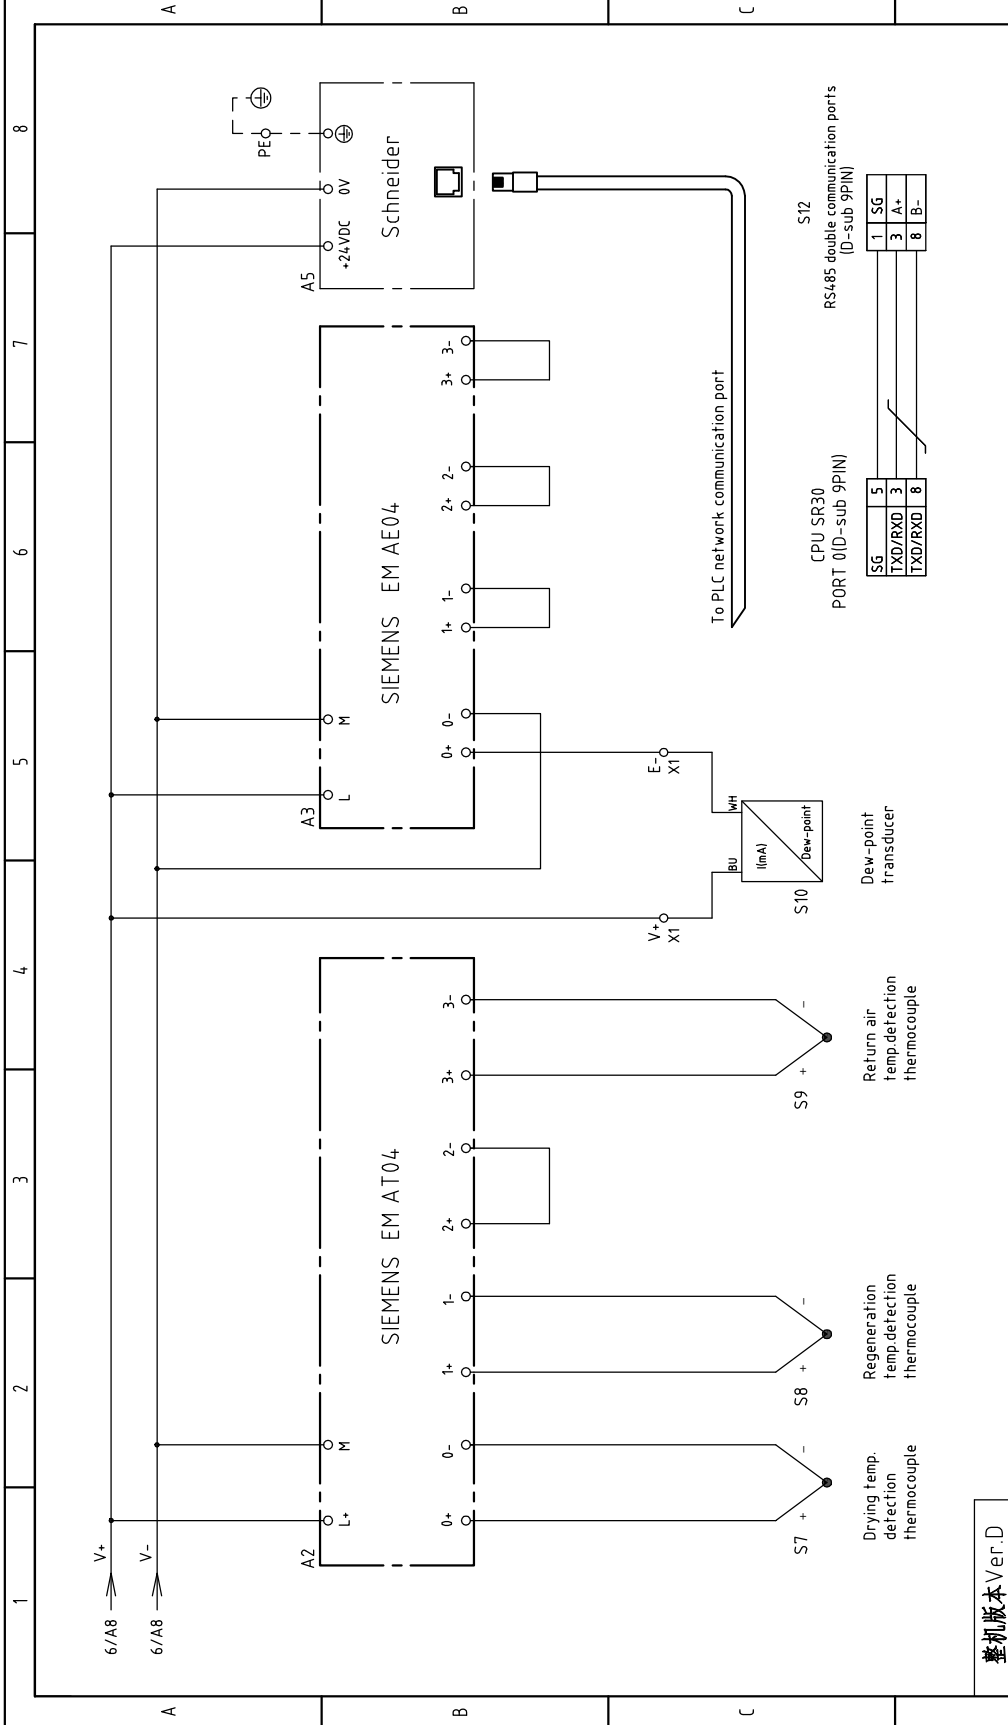 1
2
3
4
5
6
7
8
A
A
B
B
C
C
6/A8
V+
6/A8
V-
A2
L+
M
SIEMENS EM AT04
0+
0-
1+
1-
2+
2-
3+
3-
S7
+
-
Drying temp.
detection
thermocouple
S8
+
-
Regeneration
temp.detection
thermocouple
S9
+
-
Return air
temp.detection
thermocouple
A3
L
M
SIEMENS EM AE04
0+
0-
1+
1-
2+
2-
3+
3-
V+
X1
E-
X1
BU
WH
I(mA)
Dew-point
S10
Dew-point
transducer
A5
+24VDC
0V
PE
Schneider
To PLC network communication port
CPU SR30
PORT 0(D-sub 9PIN)
SG 5
TXD/RXD 3
TXD/RXD 8
S12
RS485 double communication ports
(D-sub 9PIN)
1 SG
3 A+
8 B-
整机版本Ver.D